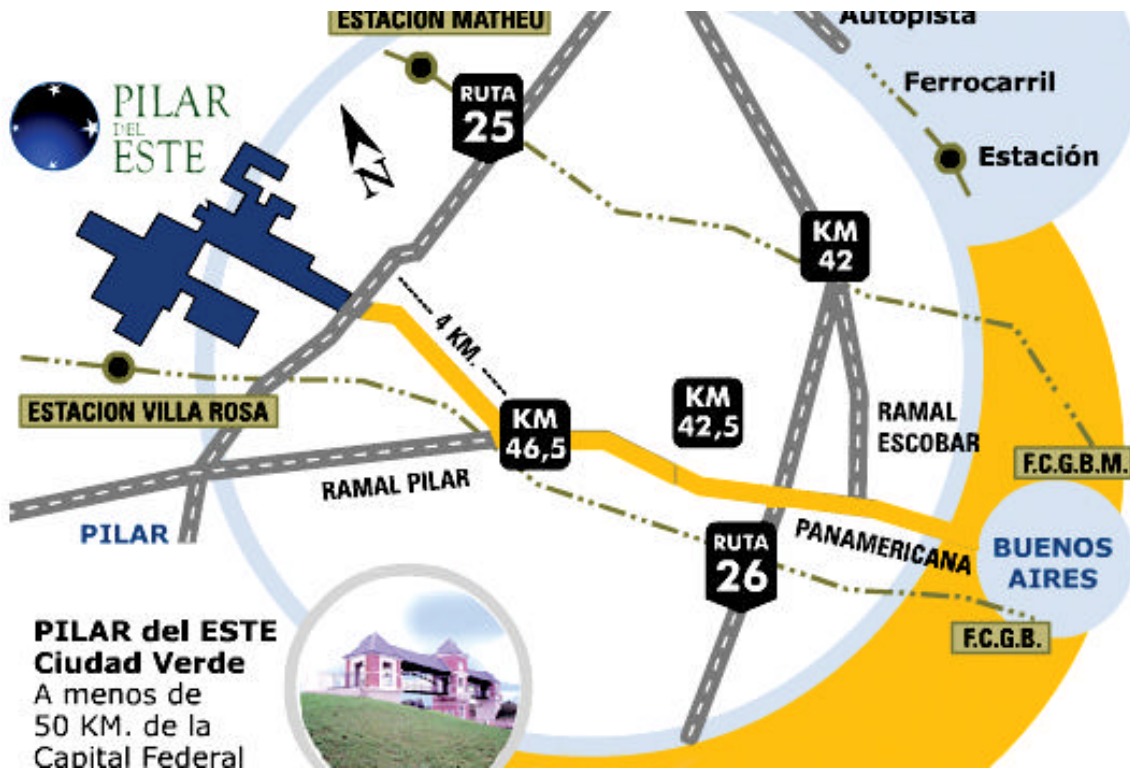 ESTACION MATHEU
Autopista
Ferrocarril
Estación
PILAR
DEL
ESTE
RUTA
25
N
KM
42
4 KM.
ESTACION VILLA ROSA
KM
46,5
KM
42,5
RAMAL
ESCOBAR
RAMAL PILAR
F.C.G.B.M.
PILAR
PANAMERICANA
RUTA
26
BUENOS
AIRES
F.C.G.B.
PILAR del ESTE
Ciudad Verde
A menos de
50 KM. de la
Capital Federal